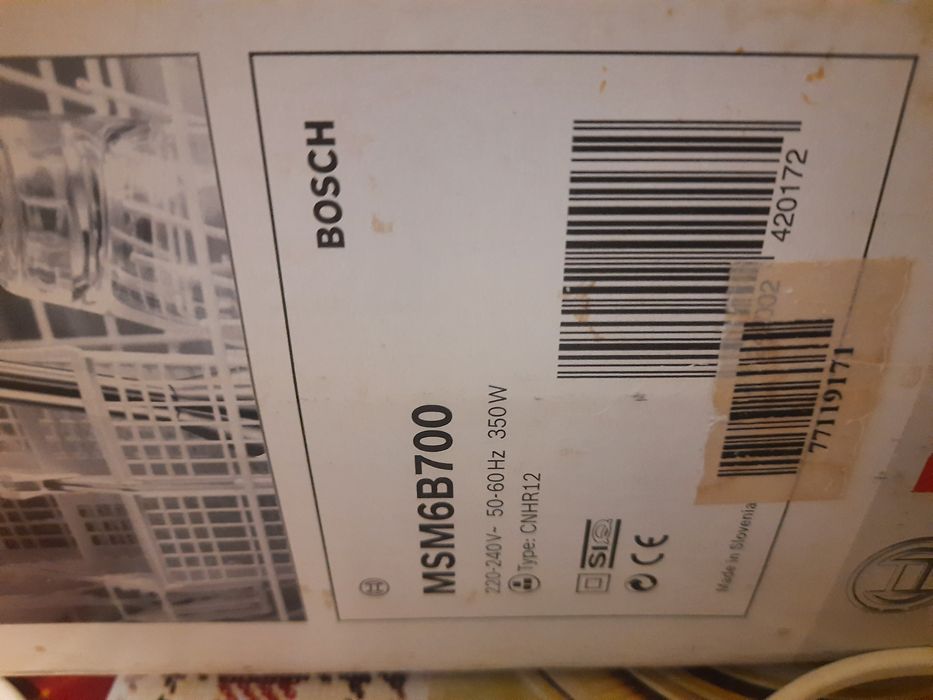 BOSCH
MSM6B700
220-240V~ 50-60Hz 350W
Type: CNHR12
SIQ
CE
Made in Slovenia
420172
77119171